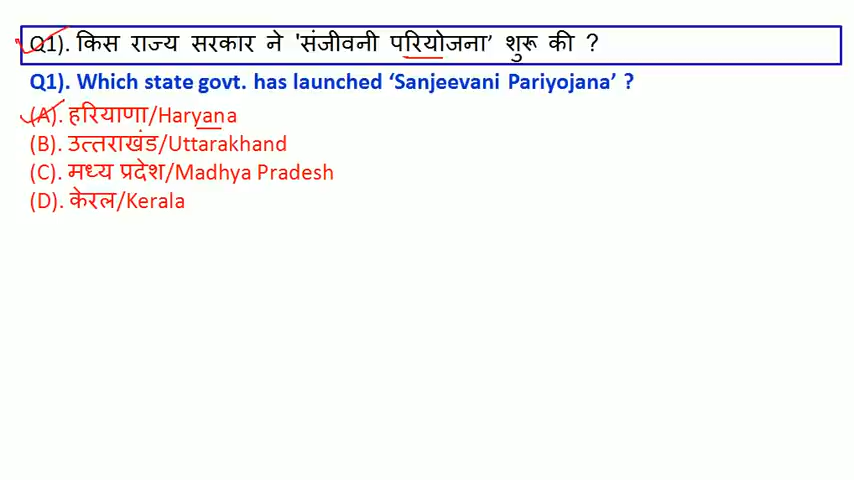 Q1). किस राज्य सरकार ने 'संजीवनी परियोजना’ शुरू की ?
Q1). Which state govt. has launched ‘Sanjeevani Pariyojana’ ?
(A). हरियाणा/Haryana
(B). उत्तराखंड/Uttarakhand
(C). मध्य प्रदेश/Madhya Pradesh
(D). केरल/Kerala